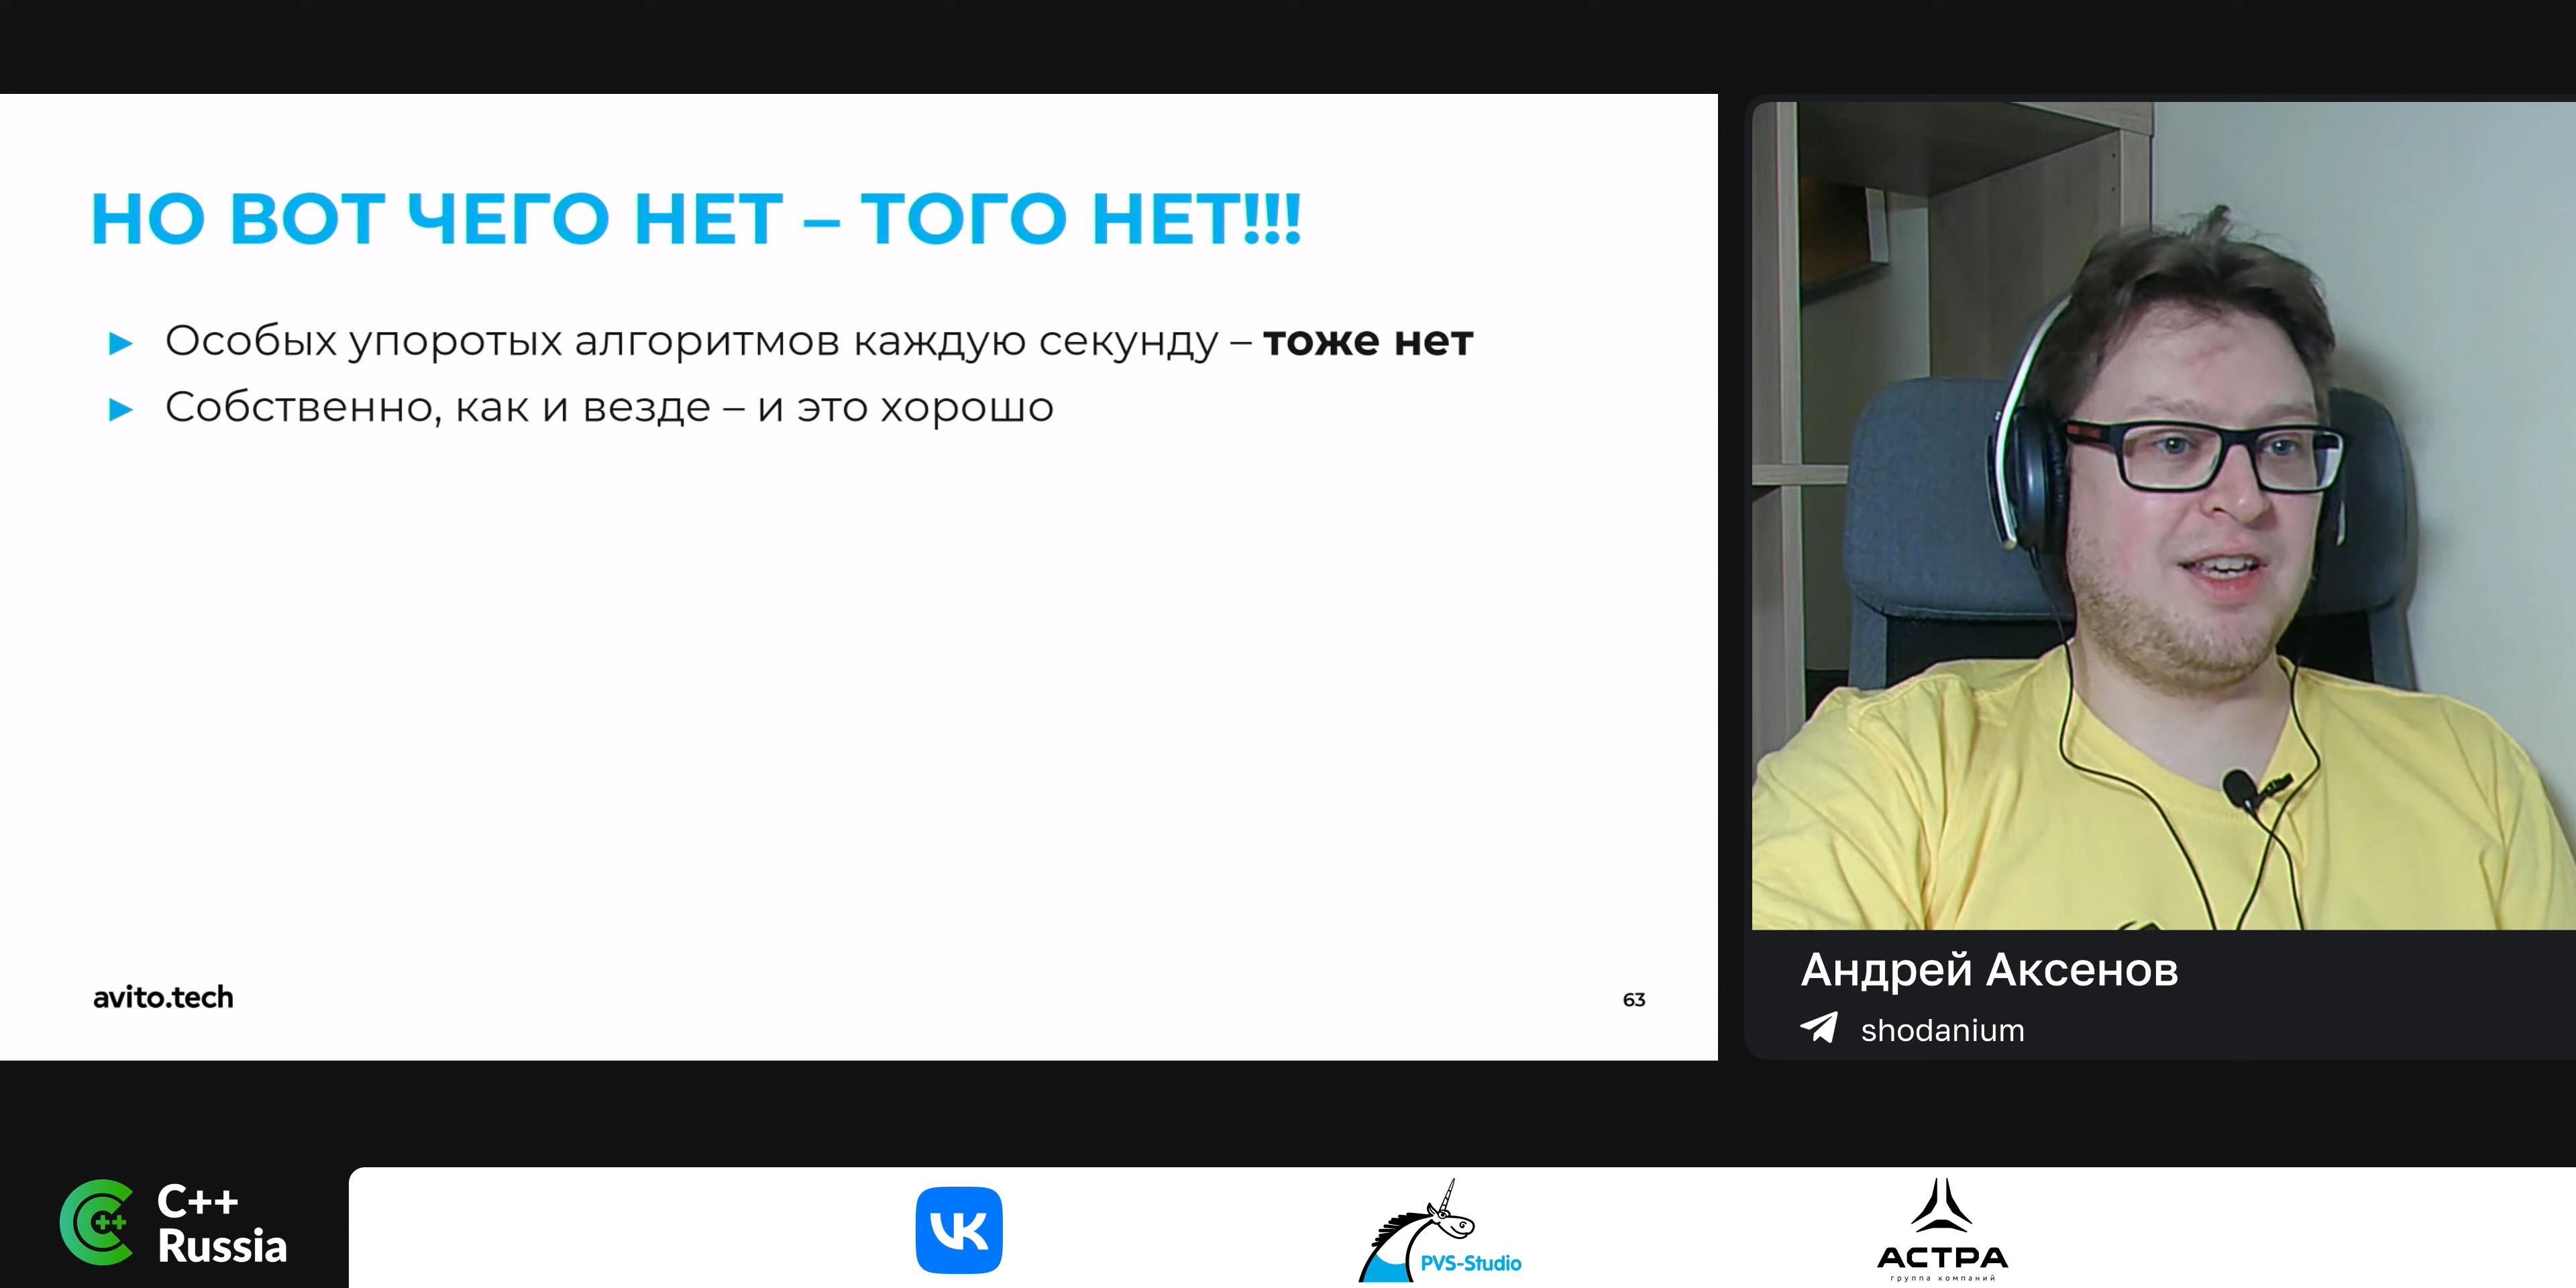 НО ВОТ ЧЕГО НЕТ – ТОГО НЕТ!!!
Особых упоротых алгоритмов каждую секунду – тоже нет
Собственно, как и везде – и это хорошо
avito.tech
63
Андрей Аксенов
shodanium
C++
Russia
PVS-Studio
АСТРА
группа компаний